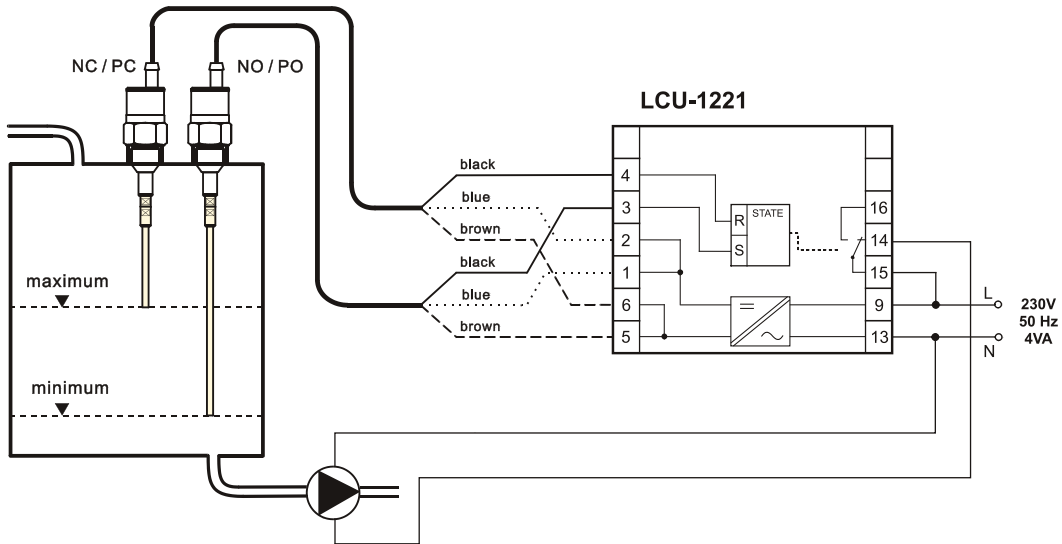 NC / PC
NO / PO
LCU-1221
black
blue
brown
black
blue
brown
4
3
2
1
6
5
R
S
STATE
16
14
15
9
13
L
N
230V
50 Hz
4VA
maximum
minimum